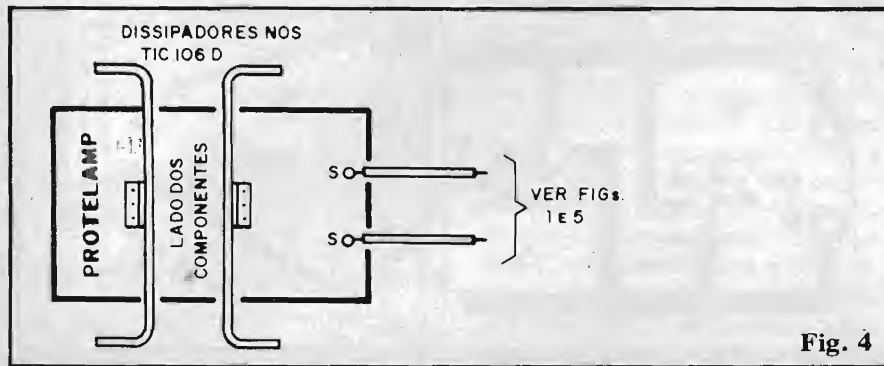 DISSIPADORES NOS
TIC 106 D
PROTELAMP
LADO DOS
COMPONENTES
S
S
VER FIGs.
1 E 5
Fig. 4